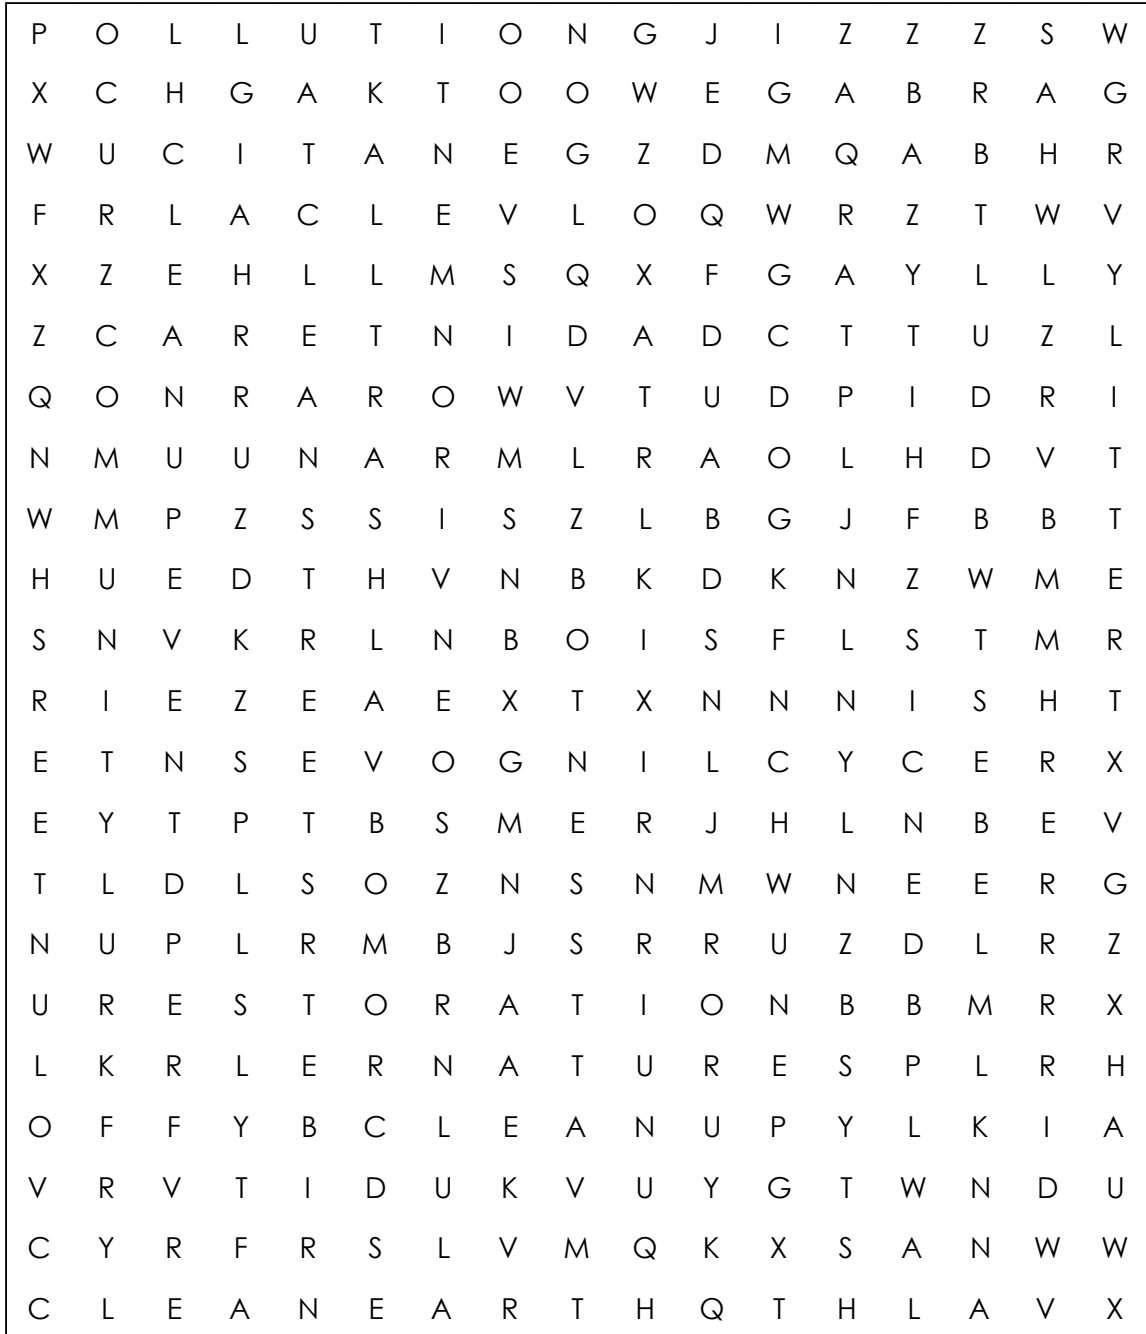 P O L L U T I O N G J I Z Z Z S W
X C H G A K T O O W E G A B R A G
W U C I T A N E G Z D M Q A B H R
F R L A C L E V L O Q W R Z T W V
X Z E H L L M S Q X F G A Y L L Y
Z C A R E T N I D A D C T T U Z L
Q O N R A R O W V T U D P I D R I
N M U U N A R M L R A O L H D V T
W M P Z S S I S Z L B G J F B B T
H U E D T H V N B K D K N Z W M E
S N V K R L N B O I S F L S T M R
R I E Z E A E X T X N N N I S H T
E T N S E V O G N I L C Y C E R X
E Y T P T B S M E R J H L N B E V
T L D L S O Z N S N M W N E E R G
N U P L R M B J S R R U Z D L R Z
U R E S T O R A T I O N B B M R X
L K R L E R N A T U R E S P L R H
O F F Y B C L E A N U P Y L K I A
V R V T I D U K V U Y G T W N D U
C Y R F R S L V M Q K X S A N W W
C L E A N E A R T H Q T H L A V X